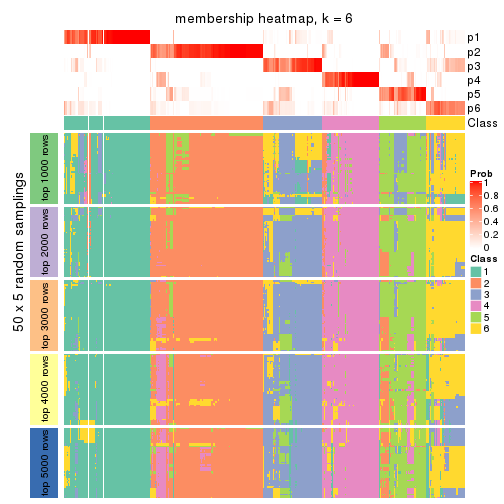 membership heatmap, k = 6
p1
p2
p3
p4
p5
p6
Class
50 x 5 random samplings
top 1000 rows
top 2000 rows
top 3000 rows
top 4000 rows
top 5000 rows
Prob
1
0.8
0.6
0.4
0.2
0
Class
1
2
3
4
5
6